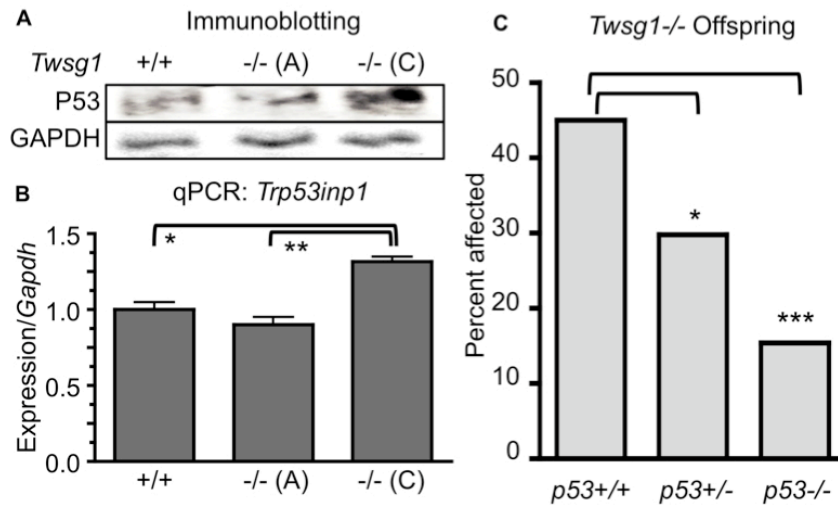 A
Immunoblotting
Twsg1 +/+ -/- (A) -/- (C)
P53
GAPDH
B
qPCR: Trp53inp1
Expression/Gapdh
1.5
1.0
0.5
0.0
* **
+/+ -/- (A) -/- (C)
C
Twsg1-/- Offspring
Percent affected
50
40
30
20
10
0
*
***
p53+/+ p53+/- p53-/-